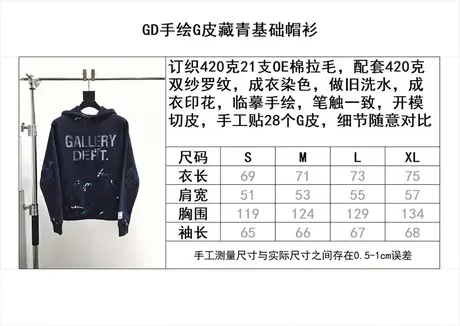 GD手绘G皮藏青基础帽衫
订织420克21支OE棉拉毛，配套420克
双纱罗纹，成衣染色，做旧洗水，成
衣印花，临摹手绘，笔触一致，开模
切皮，手工贴28个G皮，细节随意对比
GALLERY
DEPT.
尺码 S M L XL
衣长 69 71 73 75
肩宽 51 53 55 57
胸围 119 124 129 134
袖长 65 66 67 68
手工测量尺寸与实际尺寸之间存在0.5-1cm误差